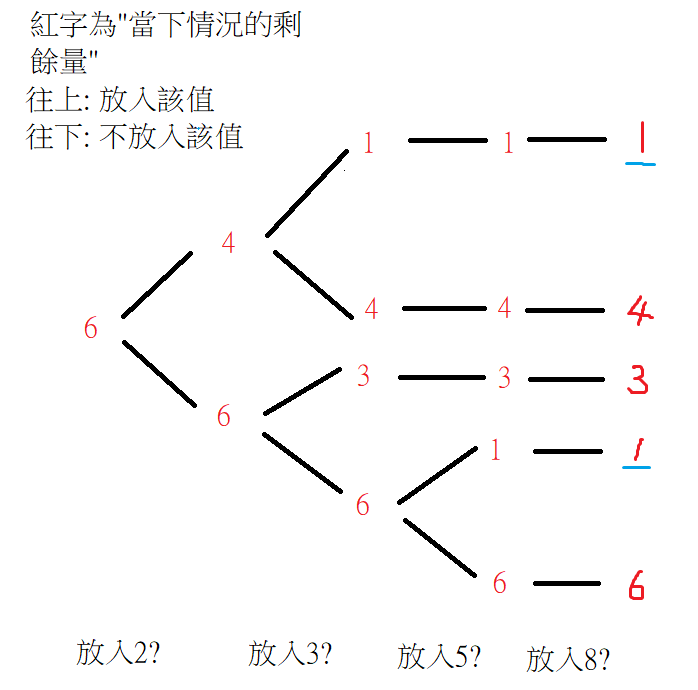 紅字為"當下情況的剩
餘量"
往上: 放入該值
往下: 不放入該值
1 1 1
4
4 4 4
6
3 3 3
6
1 1
6
6 6
放入2? 放入3? 放入5? 放入8?